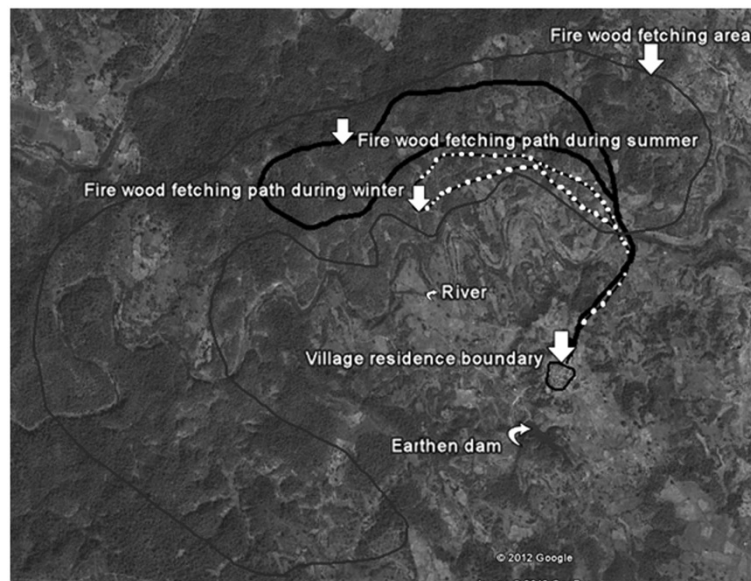 Fire wood fetching area
Fire wood fetching path during summer
Fire wood fetching path during winter
River
Village residence boundary
Earthen dam
© 2012 Google